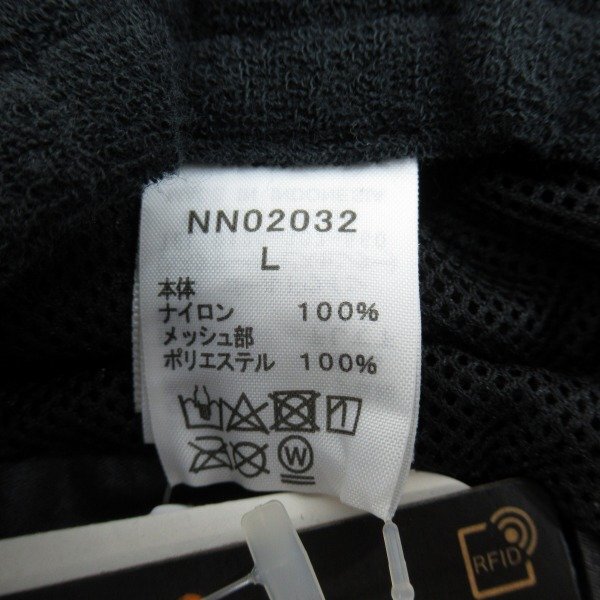 NN02032
L
本体
ナイロン 100%
メッシュ部
ポリエステル 100%
W
RFID